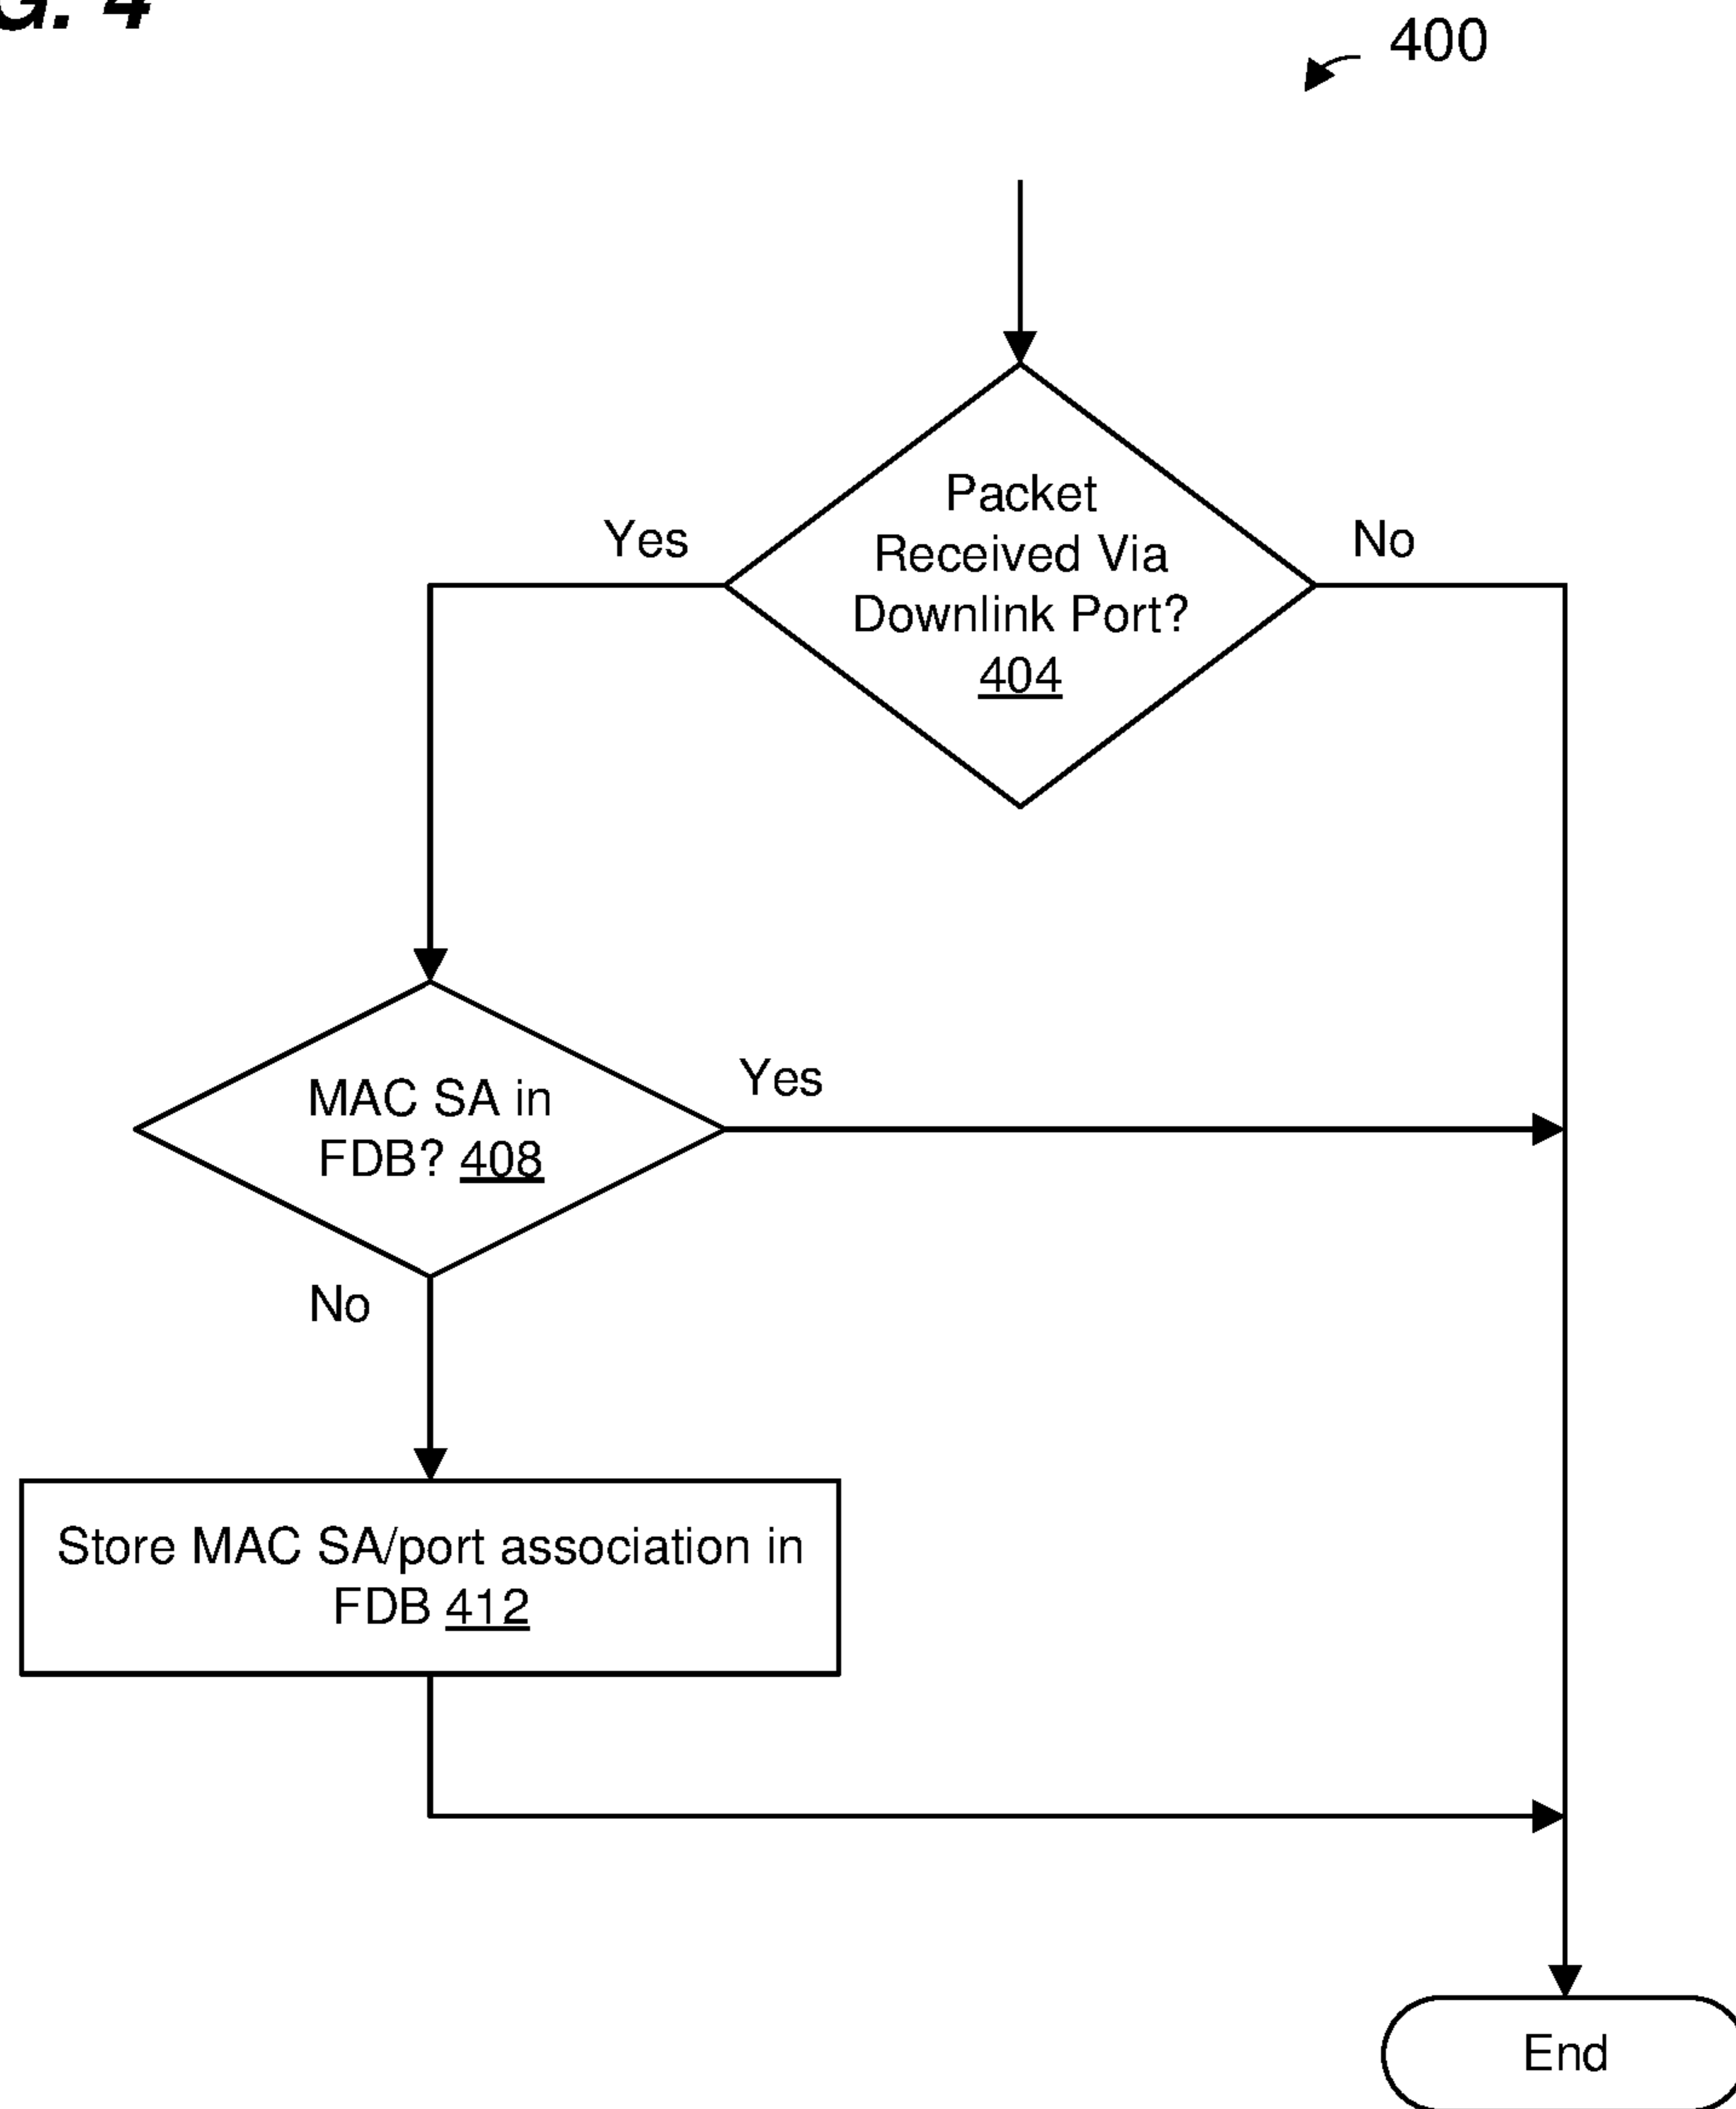 G. 4
400
Packet
Received Via
Downlink Port?
404
Yes
No
MAC SA in
FDB? 408
Yes
No
Store MAC SA/port association in
FDB 412
End